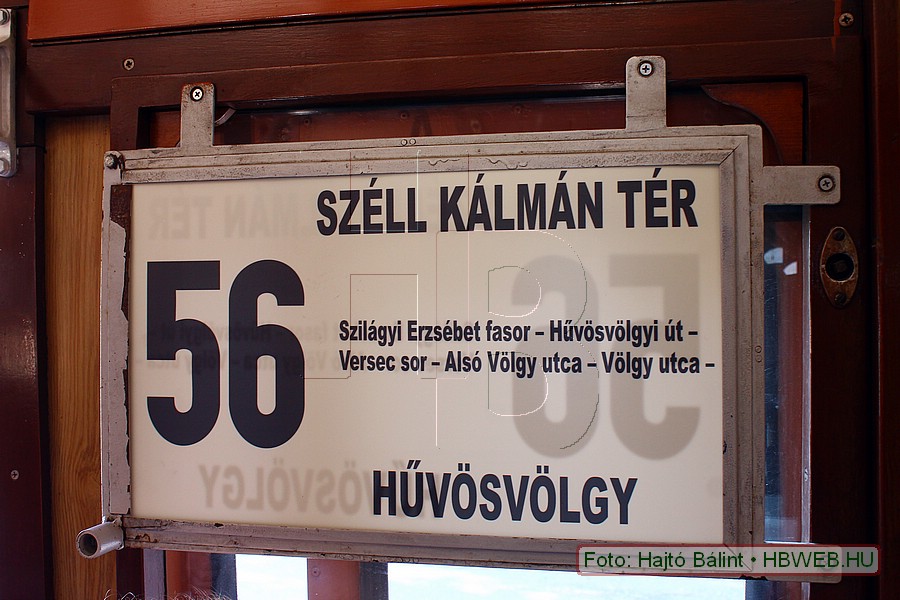 SZÉLL KÁLMÁN TÉR
56
Szilágyi Erzsébet fasor – Hűvösvölgyi út –
Versec sor – Alsó Völgy utca – Völgy utca –
HŰVÖSVÖLGY
Foto: Hajtó Bálint • HBWEB.HU